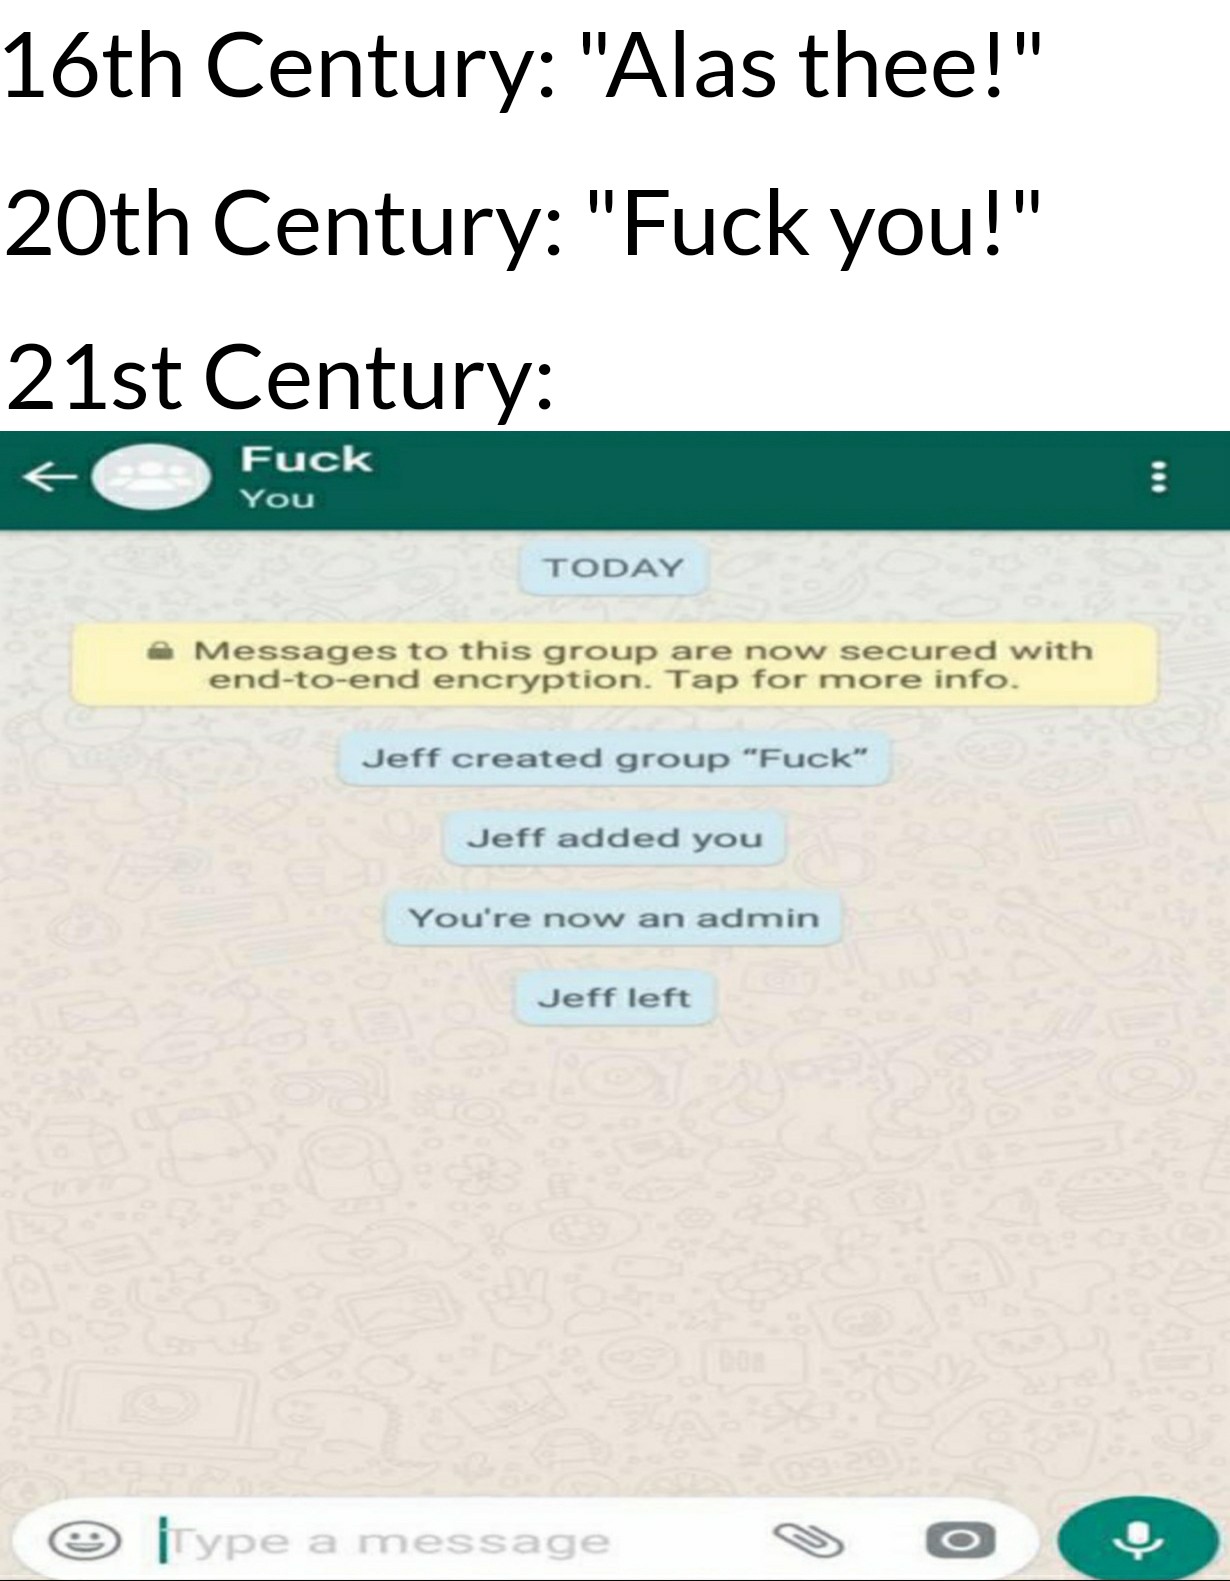 16th Century: "Alas thee!"
20th Century: "Fuck you!"
21st Century:
Fuck
You
TODAY
Messages to this group are now secured with
end-to-end encryption. Tap for more info.
Jeff created group “Fuck”
Jeff added you
You're now an admin
Jeff left
Type a message